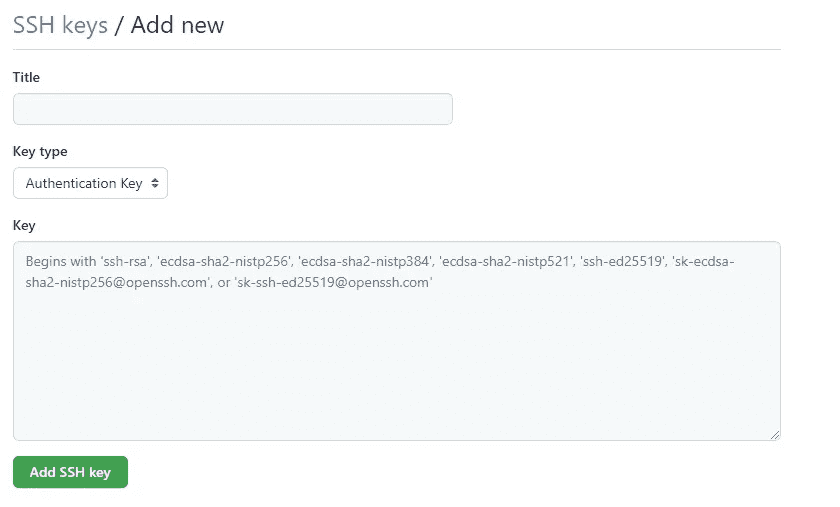 SSH keys / Add new
Title
Key type
Authentication Key
Key
Begins with 'ssh-rsa', 'ecdsa-sha2-nistp256', 'ecdsa-sha2-nistp384', 'ecdsa-sha2-nistp521', 'ssh-ed25519', 'sk-ecdsa-
sha2-nistp256@openssh.com', or 'sk-ssh-ed25519@openssh.com'
Add SSH key